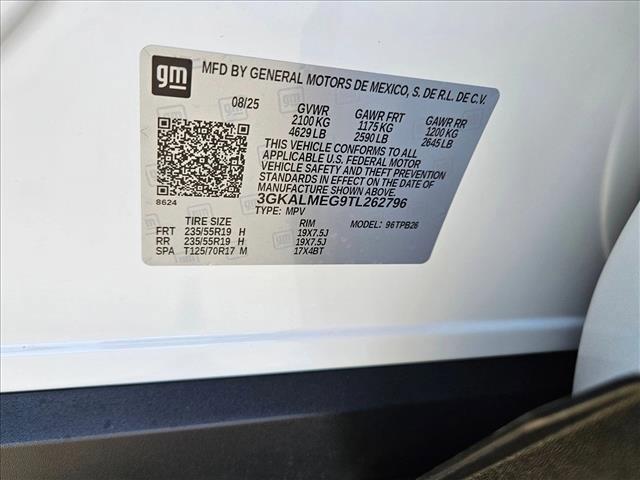 gm
MFD BY GENERAL MOTORS DE MEXICO, S. DE R.L. DE C.V.
08/25 GVWR GAWR FRT GAWR RR
2100 KG 1175 KG 1200 KG
4629 LB 2590 LB 2645 LB
THIS VEHICLE CONFORMS TO ALL
APPLICABLE U.S. FEDERAL MOTOR
VEHICLE SAFETY AND THEFT PREVENTION
STANDARDS IN EFFECT ON THE DATE OF
MANUFACTURE SHOWN ABOVE.
8624 3GKALMEG9TL262796
TYPE: MPV MODEL: 96TPB26
TIRE SIZE RIM
FRT 235/55R19 H 19X7.5J
RR 235/55R19 H 19X7.5J
SPA T125/70R17 M 17X4BT